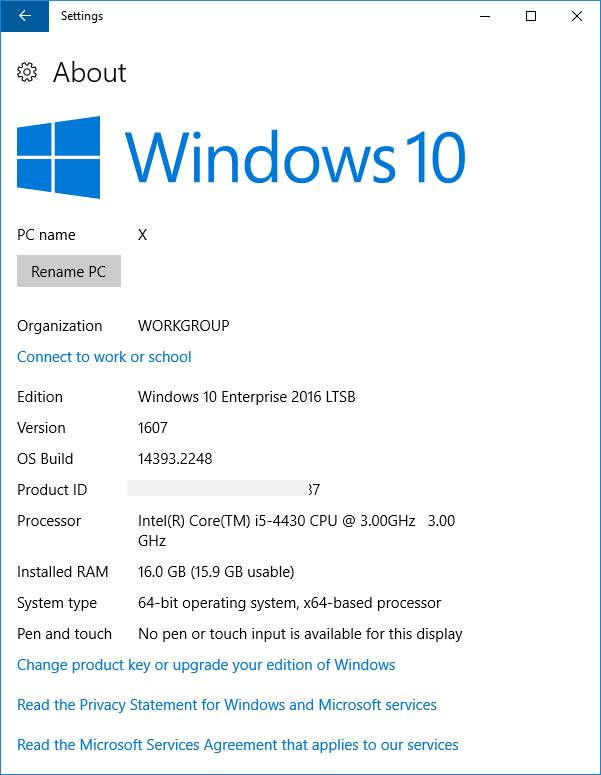 Settings
About
Windows 10
PC name X
Rename PC
Organization WORKGROUP
Connect to work or school
Edition Windows 10 Enterprise 2016 LTSB
Version 1607
OS Build 14393.2248
Product ID 37
Processor Intel(R) Core(TM) i5-4430 CPU @ 3.00GHz 3.00
GHz
Installed RAM 16.0 GB (15.9 GB usable)
System type 64-bit operating system, x64-based processor
Pen and touch No pen or touch input is available for this display
Change product key or upgrade your edition of Windows
Read the Privacy Statement for Windows and Microsoft services
Read the Microsoft Services Agreement that applies to our services